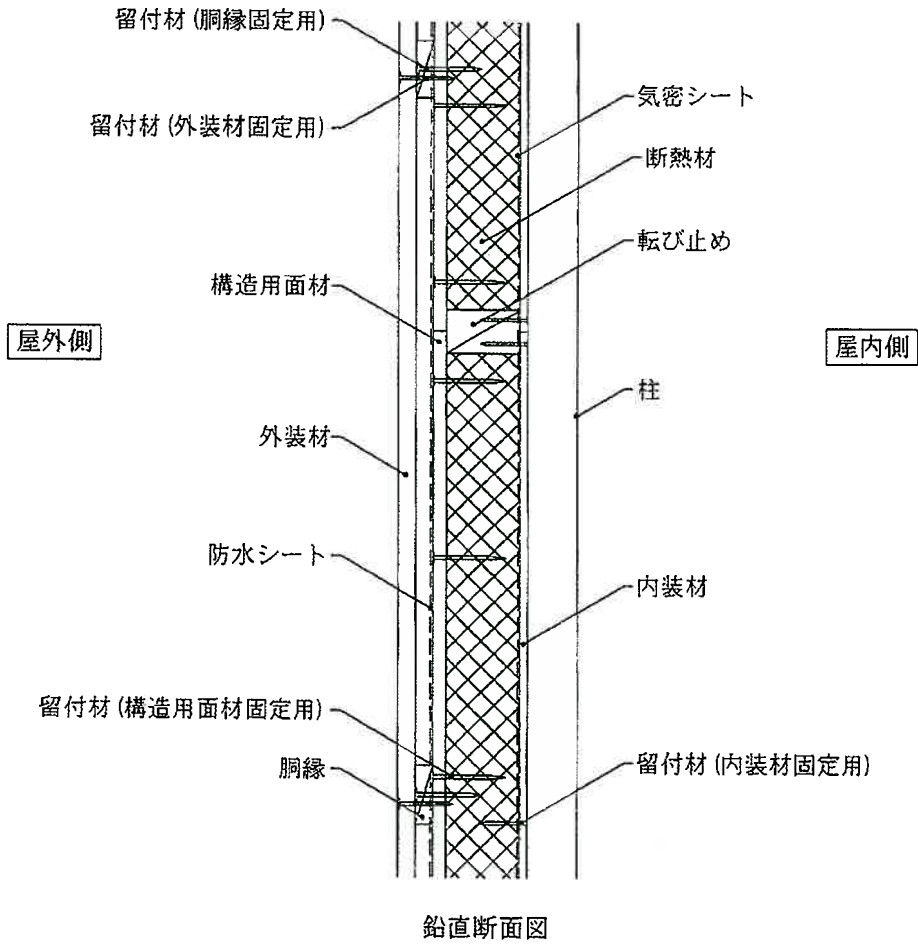 留付材 (胴縁固定用)
留付材 (外装材固定用)
気密シート
断熱材
転び止め
構造用面材
屋外側
屋内側
柱
外装材
防水シート
内装材
留付材 (構造用面材固定用)
胴縁
留付材 (内装材固定用)
鉛直断面図